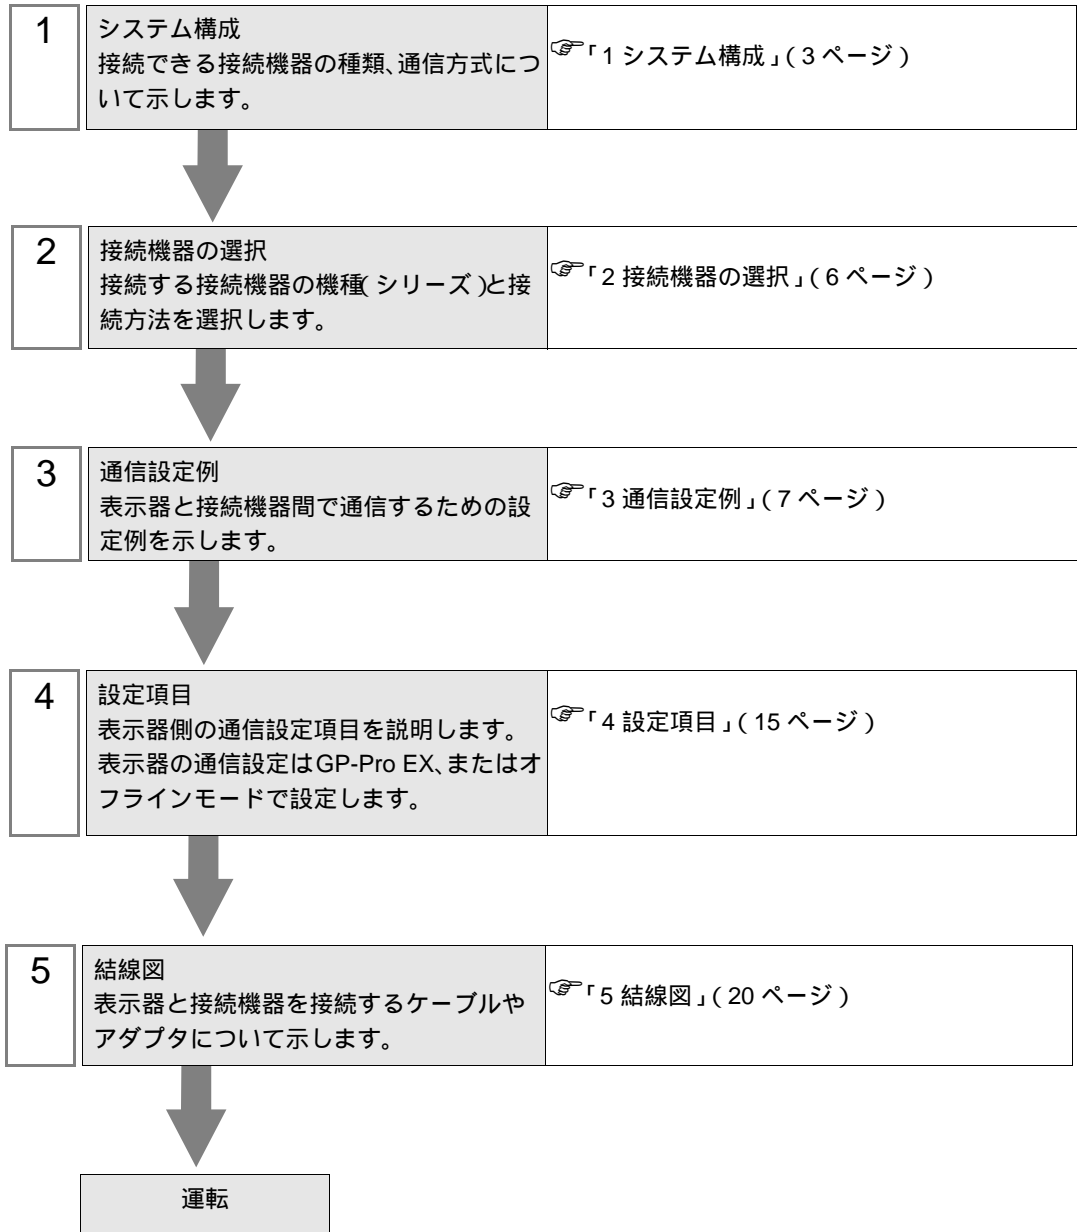 1
システム構成
接続できる接続機器の種類、通信方式につ
いて示します。
☞「1 システム構成」( 3 ページ )
2
接続機器の選択
接続する接続機器の機種( シリーズ )と接
続方法を選択します。
☞「2 接続機器の選択」( 6 ページ )
3
通信設定例
表示器と接続機器間で通信するための設
定例を示します。
☞「3 通信設定例」( 7 ページ )
4
設定項目
表示器側の通信設定項目を説明します。
表示器の通信設定はGP-Pro EX、またはオ
フラインモードで設定します。
☞「4 設定項目」( 15 ページ )
5
結線図
表示器と接続機器を接続するケーブルや
アダプタについて示します。
☞「5 結線図」( 20 ページ )
運転